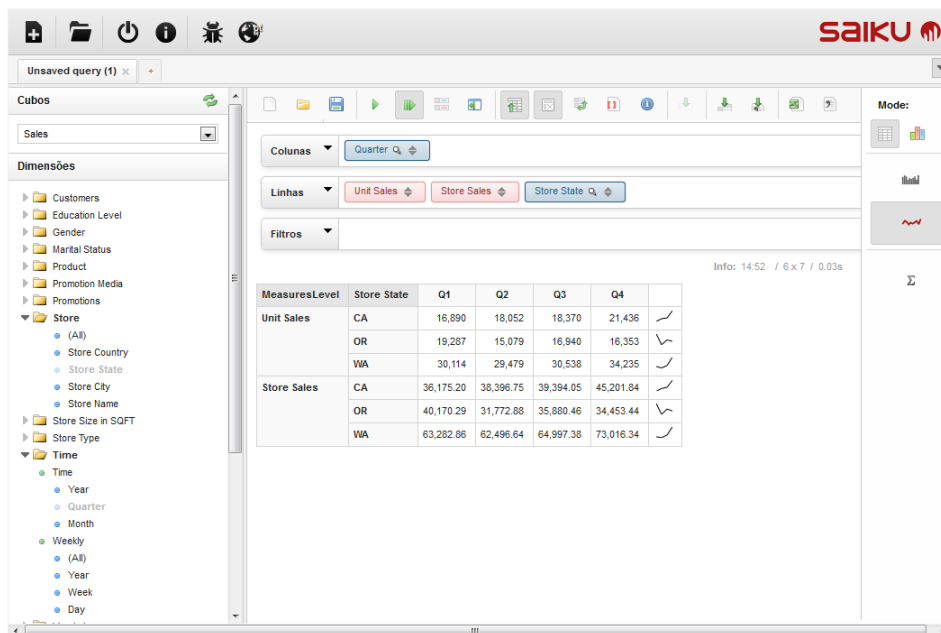 saiku
Unsaved query (1) × +
Cubos
Sales
Dimensões
Customers
Education Level
Gender
Marital Status
Product
Promotion Media
Promotions
Store
(All)
Store Country
Store State
Store City
Store Name
Store Size in SQFT
Store Type
Time
Time
Year
Quarter
Month
Weekly
(All)
Year
Week
Day
Colunas Quarter
Linhas Unit Sales Store Sales Store State
Filtros
Info: 14:52 / 6 x 7 / 0.03s
MeasuresLevel Store State Q1 Q2 Q3 Q4
Unit Sales CA 16,890 18,052 18,370 21,436
OR 19,287 15,079 16,940 16,353
WA 30,114 29,479 30,538 34,235
Store Sales CA 36,175.20 38,396.75 39,394.05 45,201.84
OR 40,170.29 31,772.88 35,880.46 34,453.44
WA 63,282.86 62,496.64 64,997.38 73,016.34
Mode:
Σ